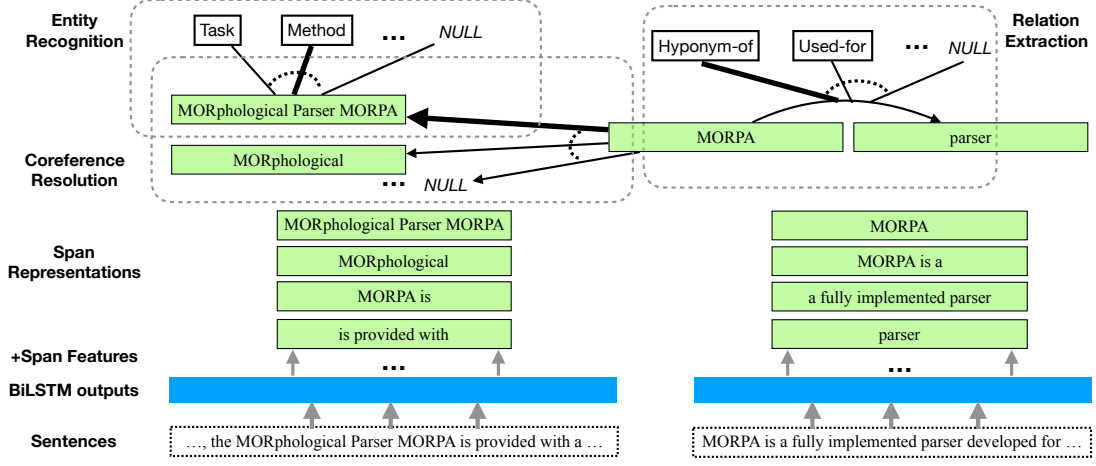 Entity
Recognition
Task
Method
...
NULL
Hyponym-of
Used-for
...
NULL
Relation
Extraction
MORphological Parser MORPA
MORPA
parser
Coreference
Resolution
MORphological
...
NULL
Span
Representations
MORphological Parser MORPA
MORphological
MORPA is
is provided with
MORPA
MORPA is a
a fully implemented parser
parser
+Span Features
...
...
BiLSTM outputs
Sentences
…, the MORphological Parser MORPA is provided with a …
MORPA is a fully implemented parser developed for …